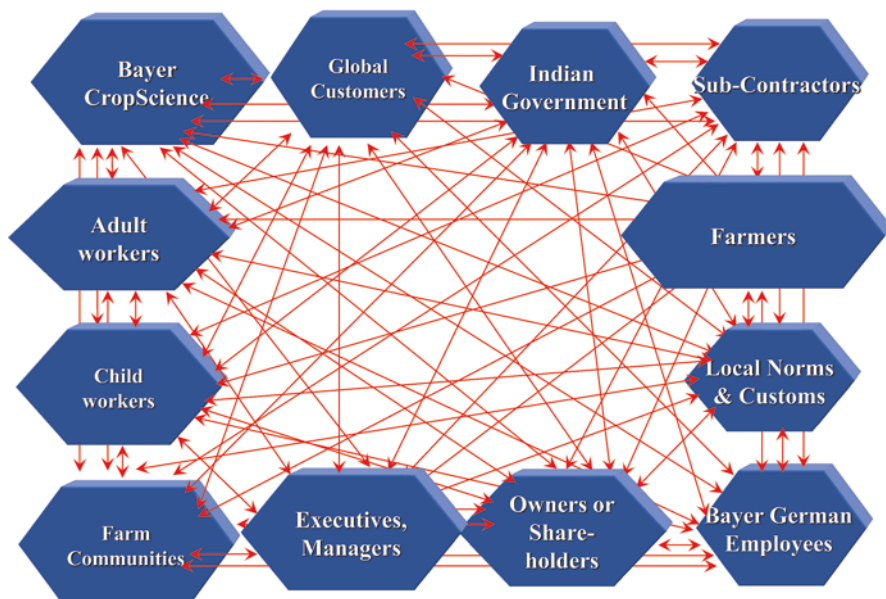 Bayer
CropScience
Global
Customers
Indian
Government
Sub-Contractors
Adult
workers
Farmers
Child
workers
Local Norms
& Customs
Farm
Communities
Executives,
Managers
Owners or
Share-
holders
Bayer German
Employees